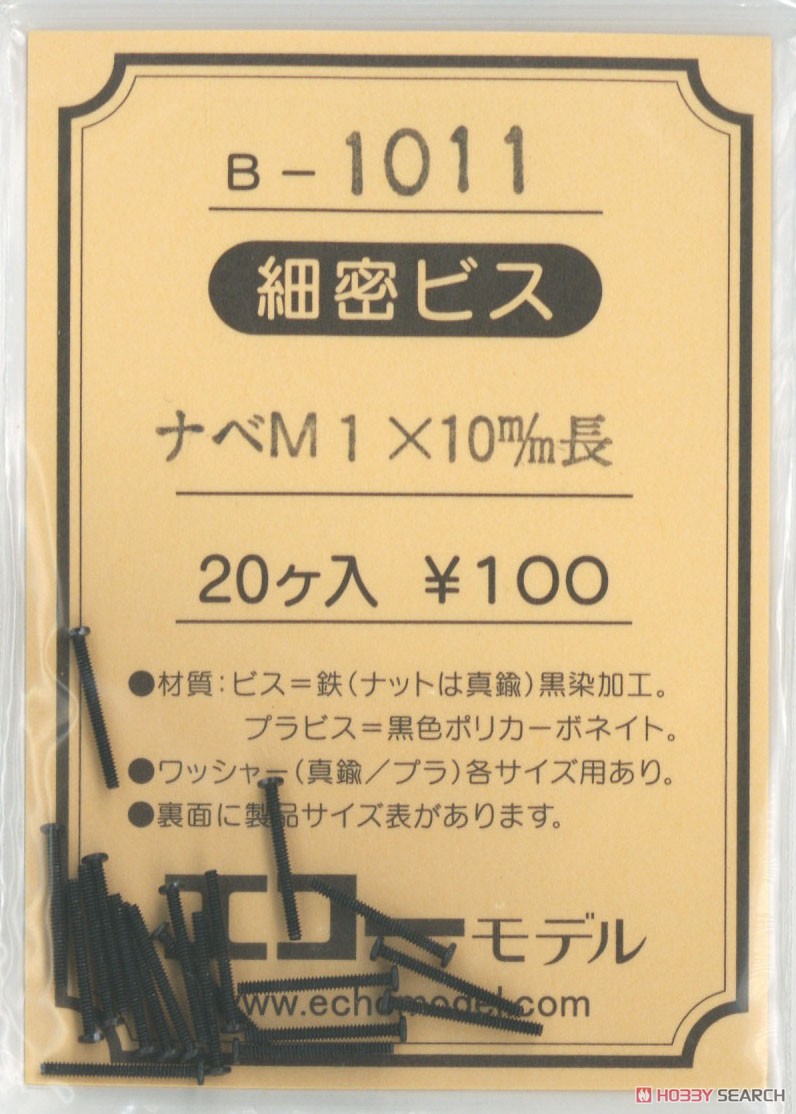 B-1011
細密ビス
ナベM1×10㎜長
20ケ入 ¥100
●材質：ビス＝鉄（ナットは真鍮）黒染加工。
プラビス＝黒色ポリカーボネイト。
●ワッシャー（真鍮／プラ）各サイズ用あり。
●裏面に製品サイズ表があります。
エコーモデル
www.echomodel.com
HOBBY SEARCH